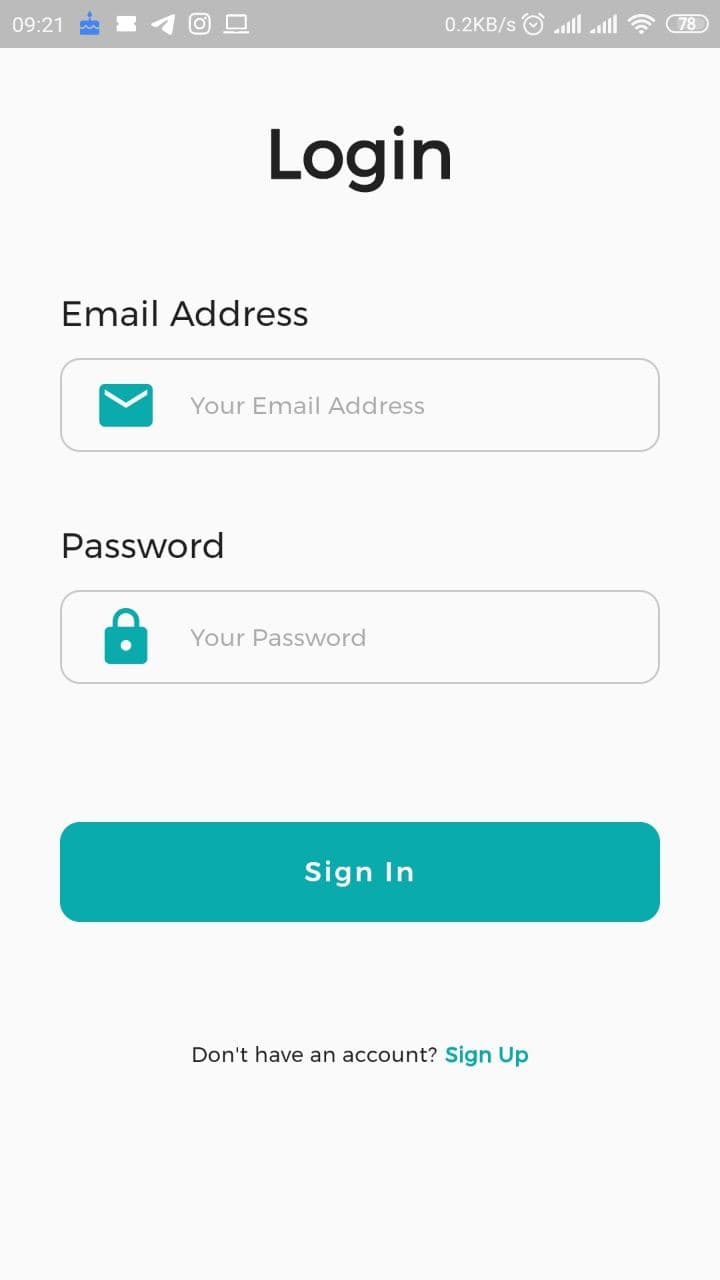 09:21 0.2KB/s 78
Login
Email Address
Your Email Address
Password
Your Password
Sign In
Don't have an account? Sign Up